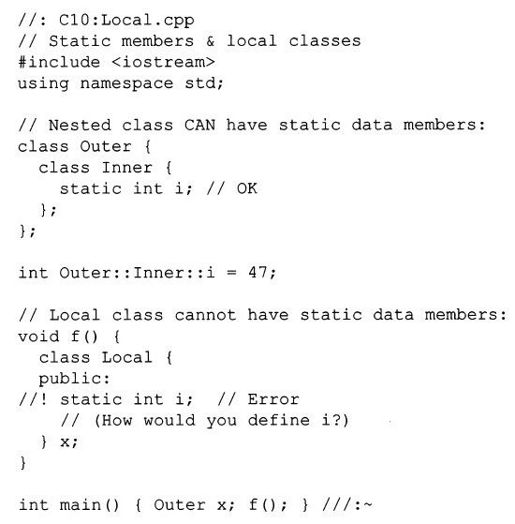 //: C10:Local.cpp
// Static members & local classes
#include <iostream>
using namespace std;

// Nested class CAN have static data members:
class Outer {
  class Inner {
    static int i; // OK
  };
};

int Outer::Inner::i = 47;

// Local class cannot have static data members:
void f() {
  class Local {
  public:
//! static int i;  // Error
    // (How would you define i?)
  } x;
}

int main() { Outer x; f(); } ///:~